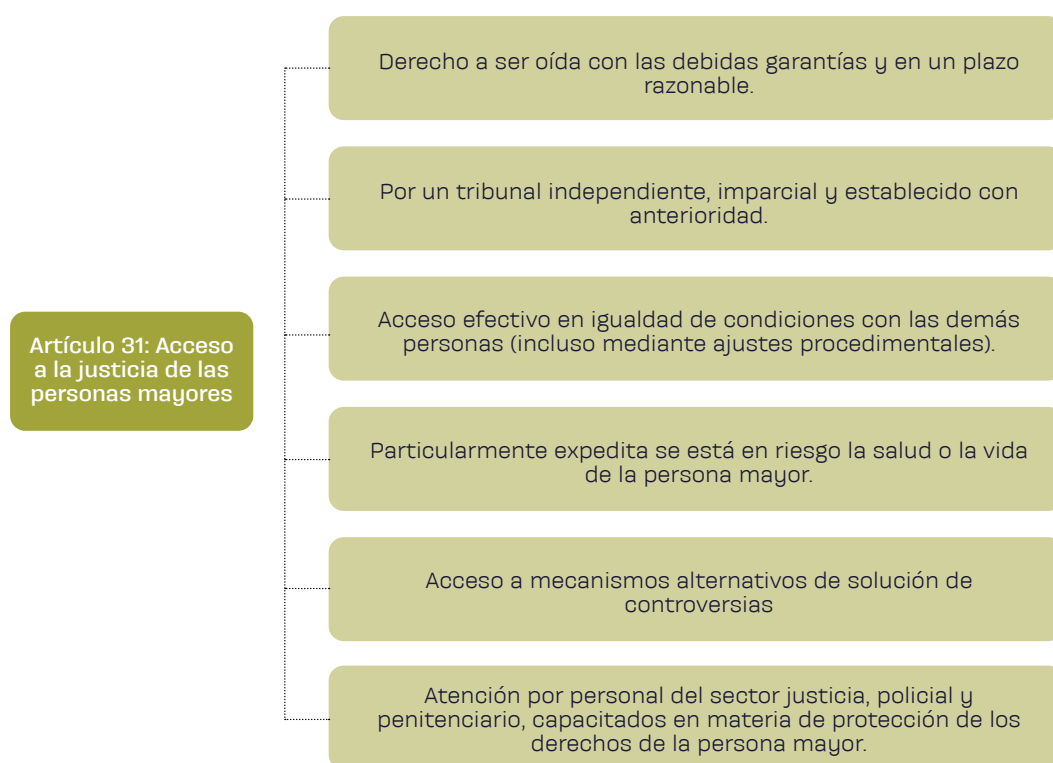 Derecho a ser oída con las debidas garantías y en un plazo
razonable.
Por un tribunal independiente, imparcial y establecido con
anterioridad.
Acceso efectivo en igualdad de condiciones con las demás
personas (incluso mediante ajustes procedimentales).
Artículo 31: Acceso
a la justicia de las
personas mayores
Particularmente expedita se está en riesgo la salud o la vida
de la persona mayor.
Acceso a mecanismos alternativos de solución de
controversias
Atención por personal del sector justicia, policial y
penitenciario, capacitados en materia de protección de los
derechos de la persona mayor.